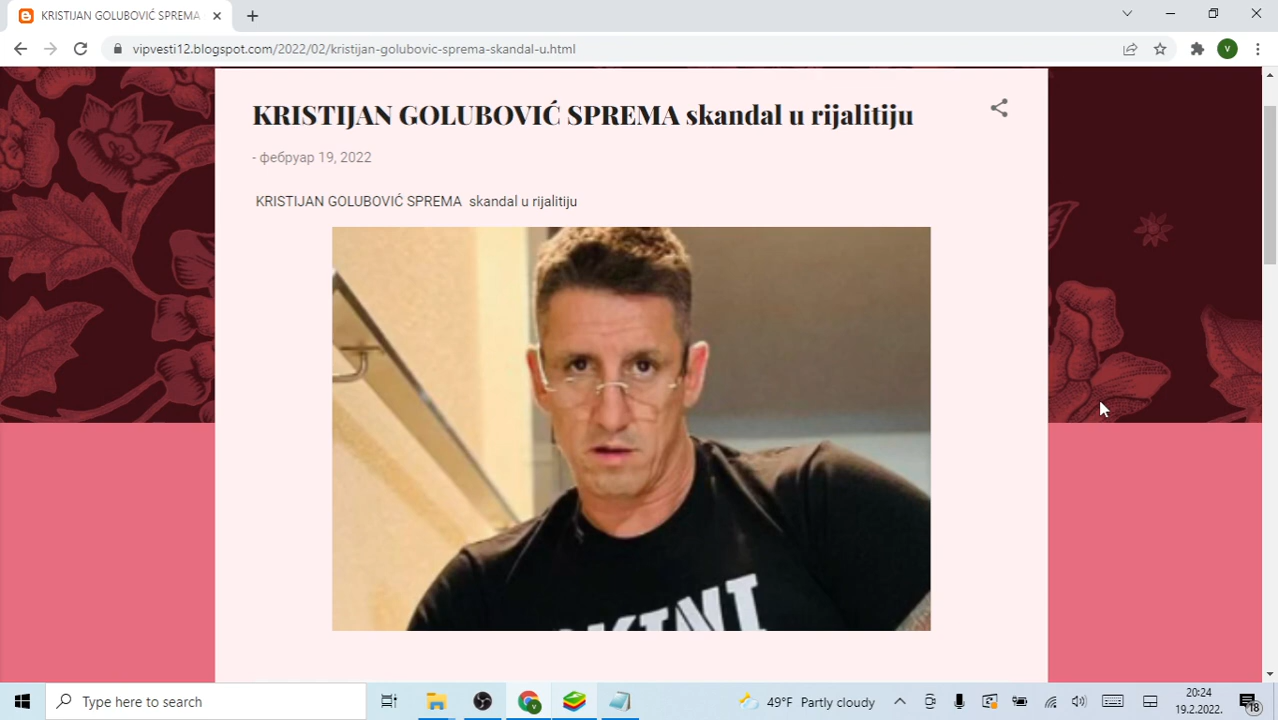 KRISTIJAN GOLUBOVIĆ SPREMA
vipvesti12.blogspot.com/2022/02/kristijan-golubovic-sprema-skandal-u.html
V
KRISTIJAN GOLUBOVIĆ SPREMA skandal u rijalitiju
- фебруар 19, 2022
KRISTIJAN GOLUBOVIĆ SPREMA skandal u rijalitiju
Type here to search
49°F Partly cloudy
20:24
19.2.2022.
18